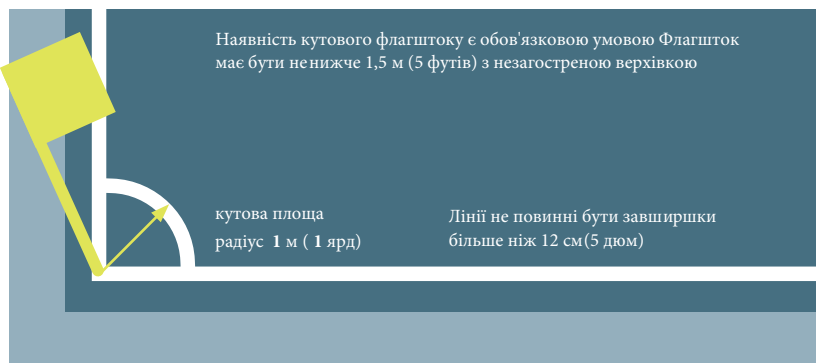 Наявність кутового флагштоку є обов'язковою умовою Флагшток
має бути не нижче 1,5 м (5 футів) з незагостреною верхівкою
кутова площа
радіус 1 м ( 1 ярд)
Лінії не повинні бути завширшки
більше ніж 12 см(5 дюм)